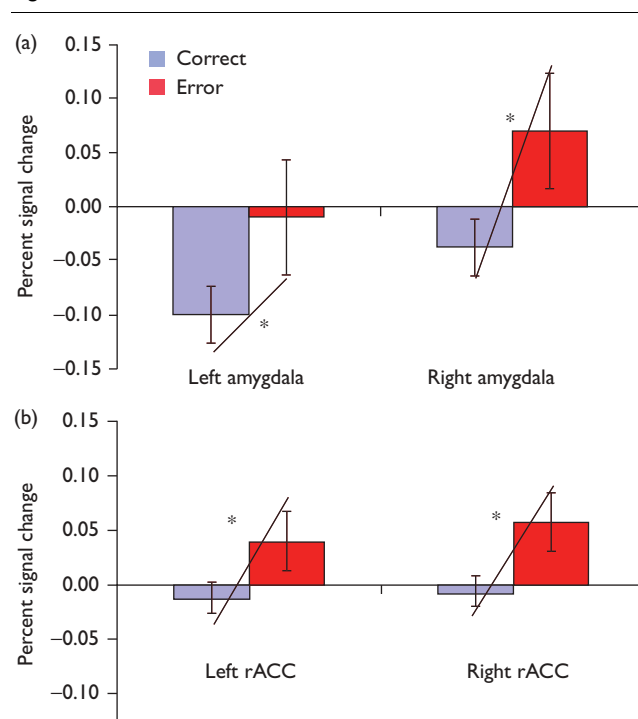 (a)
0.15
Correct
Error
0.10
*
0.05
0.00
−0.05
−0.10
*
−0.15
Left amygdala
Right amygdala
Percent signal change
(b)
0.15
0.10
*
*
0.05
0.00
−0.05
Left rACC
Right rACC
−0.10
Percent signal change